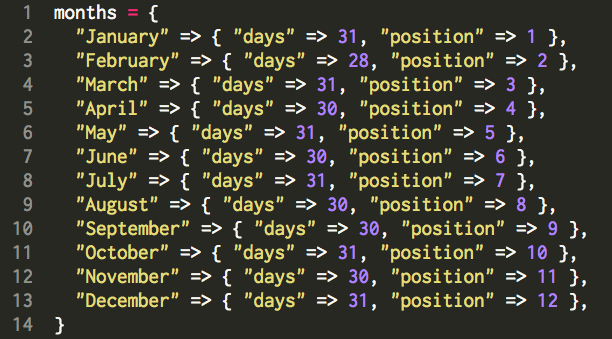 1 months = {
2 "January" => { "days" => 31, "position" => 1 },
3 "February" => { "days" => 28, "position" => 2 },
4 "March" => { "days" => 31, "position" => 3 },
5 "April" => { "days" => 30, "position" => 4 },
6 "May" => { "days" => 31, "position" => 5 },
7 "June" => { "days" => 30, "position" => 6 },
8 "July" => { "days" => 31, "position" => 7 },
9 "August" => { "days" => 30, "position" => 8 },
10 "September" => { "days" => 30, "position" => 9 },
11 "October" => { "days" => 31, "position" => 10 },
12 "November" => { "days" => 30, "position" => 11 },
13 "December" => { "days" => 31, "position" => 12 },
14 }